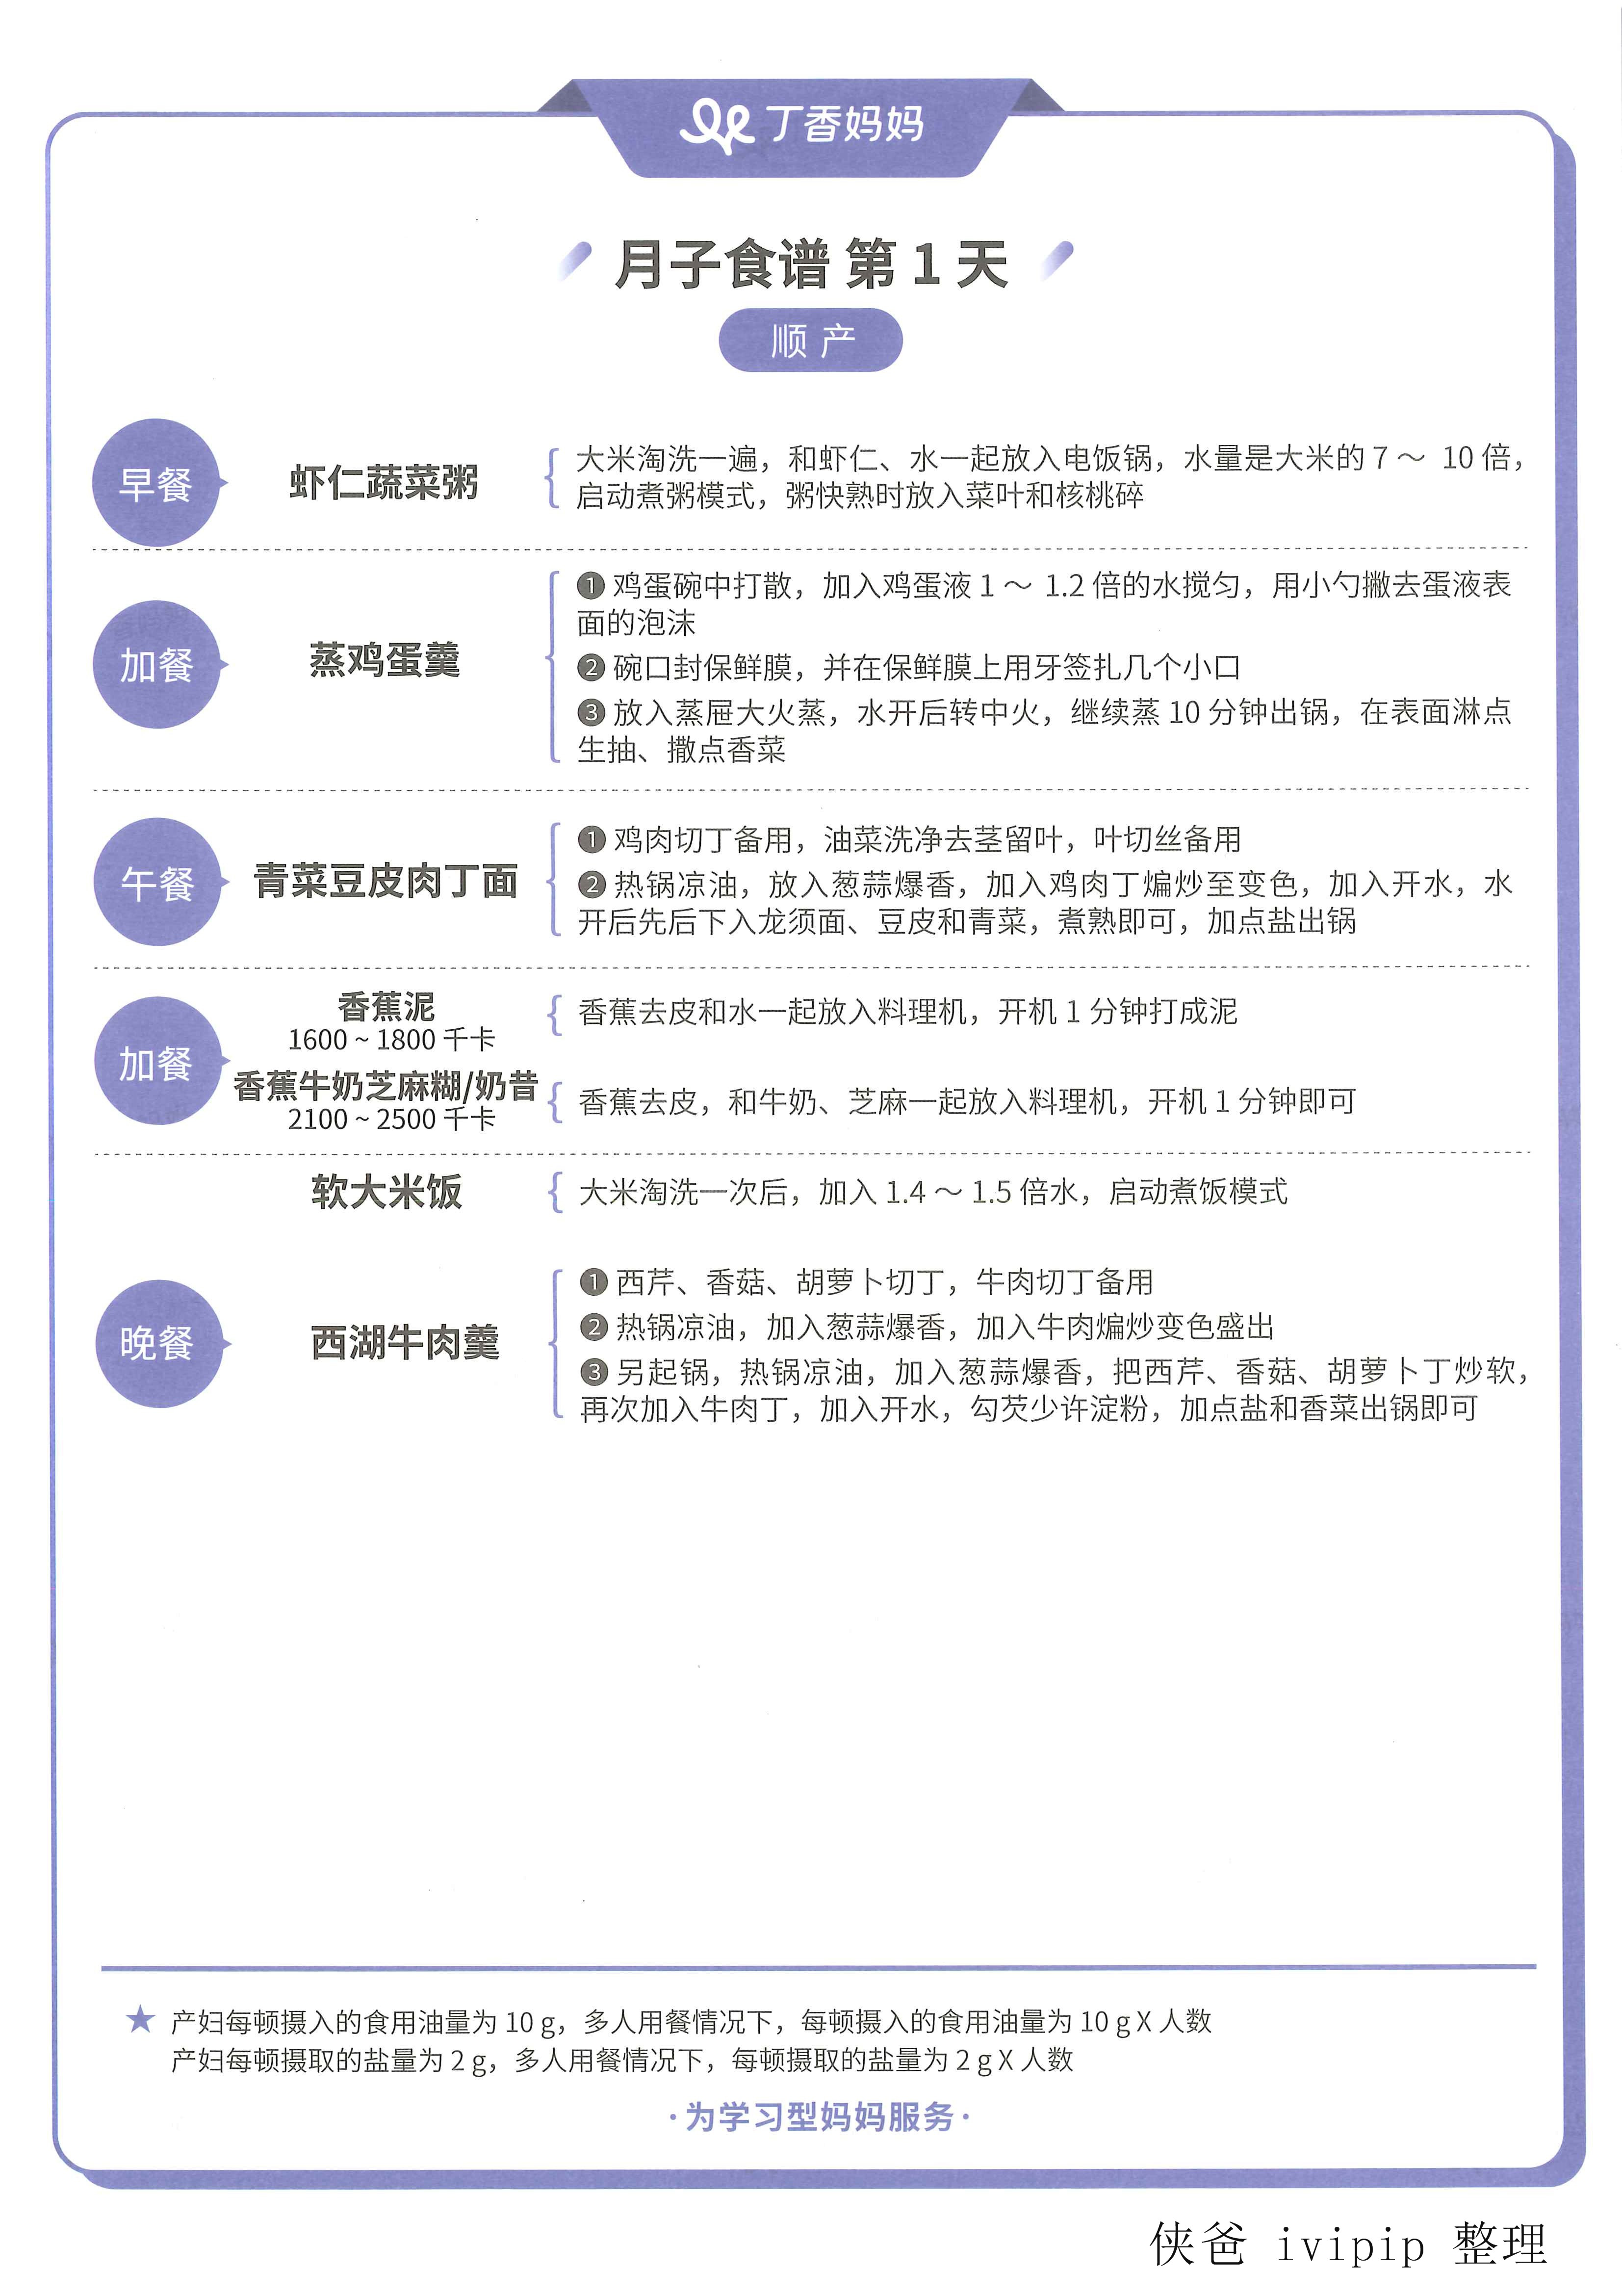 丁香妈妈
月子食谱 第 1 天
顺产
早餐
虾仁蔬菜粥
大米淘洗一遍，和虾仁、水一起放入电饭锅，水量是大米的 7～ 10 倍，
启动煮粥模式，粥快熟时放入菜叶和核桃碎
加餐
蒸鸡蛋羹
❶ 鸡蛋碗中打散，加入鸡蛋液 1～ 1.2 倍的水搅匀，用小勺撇去蛋液表
面的泡沫
❷ 碗口封保鲜膜，并在保鲜膜上用牙签扎几个小口
❸ 放入蒸屉大火蒸，水开后转中火，继续蒸 10 分钟出锅，在表面淋点
生抽、撒点香菜
午餐
青菜豆皮肉丁面
❶ 鸡肉切丁备用，油菜洗净去茎留叶，叶切丝备用
❷ 热锅凉油，放入葱蒜爆香，加入鸡肉丁煸炒至变色，加入开水，水
开后先后下入龙须面、豆皮和青菜，煮熟即可，加点盐出锅
加餐
香蕉泥
1600 ~ 1800 千卡
香蕉去皮和水一起放入料理机，开机 1 分钟打成泥
香蕉牛奶芝麻糊/奶昔
2100 ~ 2500 千卡
香蕉去皮，和牛奶、芝麻一起放入料理机，开机 1 分钟即可
软大米饭
大米淘洗一次后，加入 1.4～1.5 倍水，启动煮饭模式
晚餐
西湖牛肉羹
❶ 西芹、香菇、胡萝卜切丁，牛肉切丁备用
❷ 热锅凉油，加入葱蒜爆香，加入牛肉煸炒变色盛出
❸ 另起锅，热锅凉油，加入葱蒜爆香，把西芹、香菇、胡萝卜丁炒软，
再次加入牛肉丁，加入开水，勾芡少许淀粉，加点盐和香菜出锅即可
★ 产妇每顿摄入的食用油量为 10 g，多人用餐情况下，每顿摄入的食用油量为 10 g X 人数
产妇每顿摄取的盐量为 2 g，多人用餐情况下，每顿摄取的盐量为 2 g X 人数
·为学习型妈妈服务·
侠爸 ivipip 整理